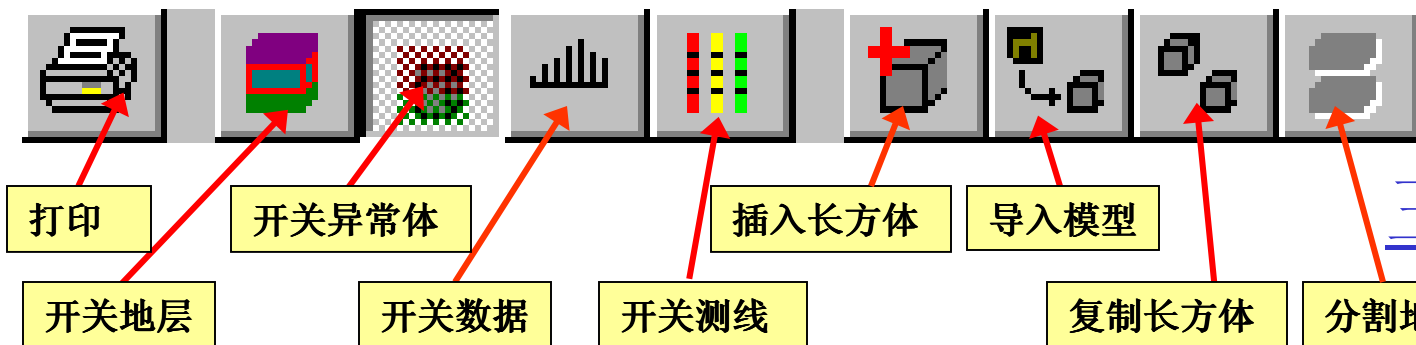 打印
开关异常体
插入长方体
导入模型
开关地层
开关数据
开关测线
复制长方体
分割地